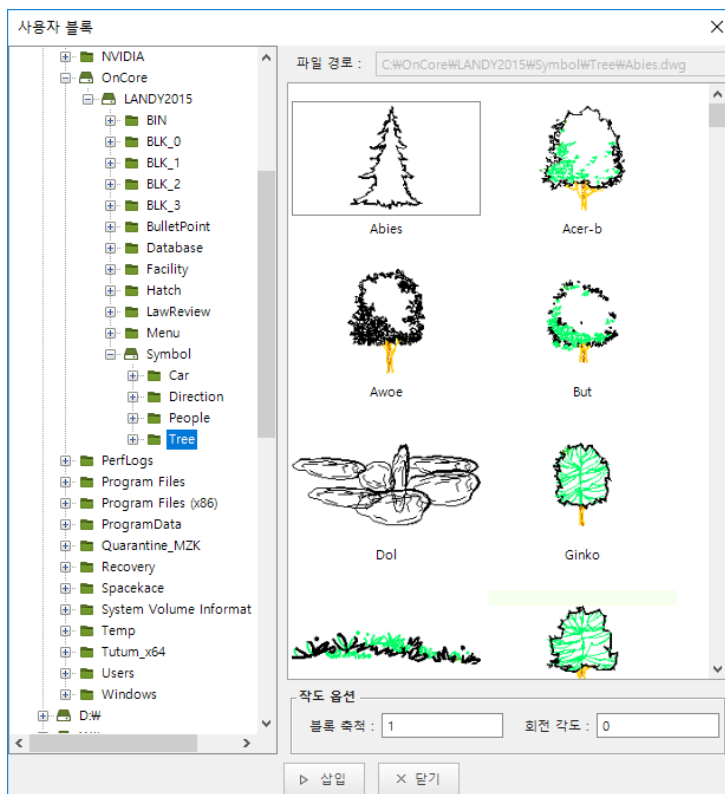 사용자 블록
NVIDIA
OnCore
LANDY2015
BIN
BLK_0
BLK_1
BLK_2
BLK_3
BulletPoint
Database
Facility
Hatch
LawReview
Menu
Symbol
Car
Direction
People
Tree
PerfLogs
Program Files
Program Files (x86)
ProgramData
Quarantine_MZK
Recovery
Spacekace
System Volume Informat
Temp
Tutum_x64
Users
Windows
D:₩
파일 경로 : C:₩OnCore₩LANDY2015₩Symbol₩Tree₩Abies.dwg
Abies Acer-b
Awoe But
Dol Ginko
작도 옵션
블록 축척 : 1 회전 각도 : 0
삽입 닫기